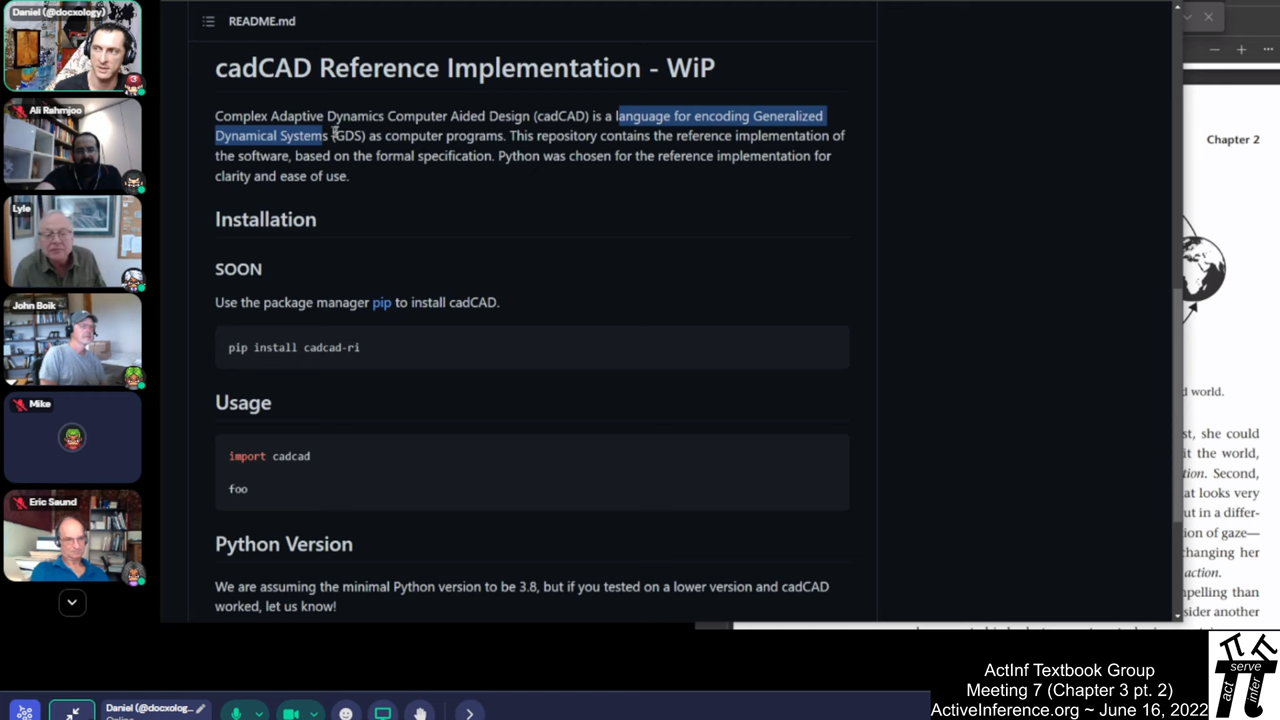 Daniel (@docxology)
Ali Rahmjoo
Lyle
John Boik
Mike
Eric Saund
README.md
cadCAD Reference Implementation - WiP
Complex Adaptive Dynamics Computer Aided Design (cadCAD) is a language for encoding Generalized
Dynamical Systems (GDS) as computer programs. This repository contains the reference implementation of
the software, based on the formal specification. Python was chosen for the reference implementation for
clarity and ease of use.
Installation
SOON
Use the package manager pip to install cadCAD.
pip install cadcad-ri
Usage
import cadcad
foo
Python Version
We are assuming the minimal Python version to be 3.8, but if you tested on a lower version and cadCAD
worked, let us know!
Chapter 2
d world.
st, she could
it the world,
tion. Second,
at looks very
ut in a differ-
ion of gaze—
changing her
action.
pelling than
sider another
Daniel (@docxolog...
Online
ActInf Textbook Group
Meeting 7 (Chapter 3 pt. 2)
ActiveInference.org ~ June 16, 2022
serve
act
infer